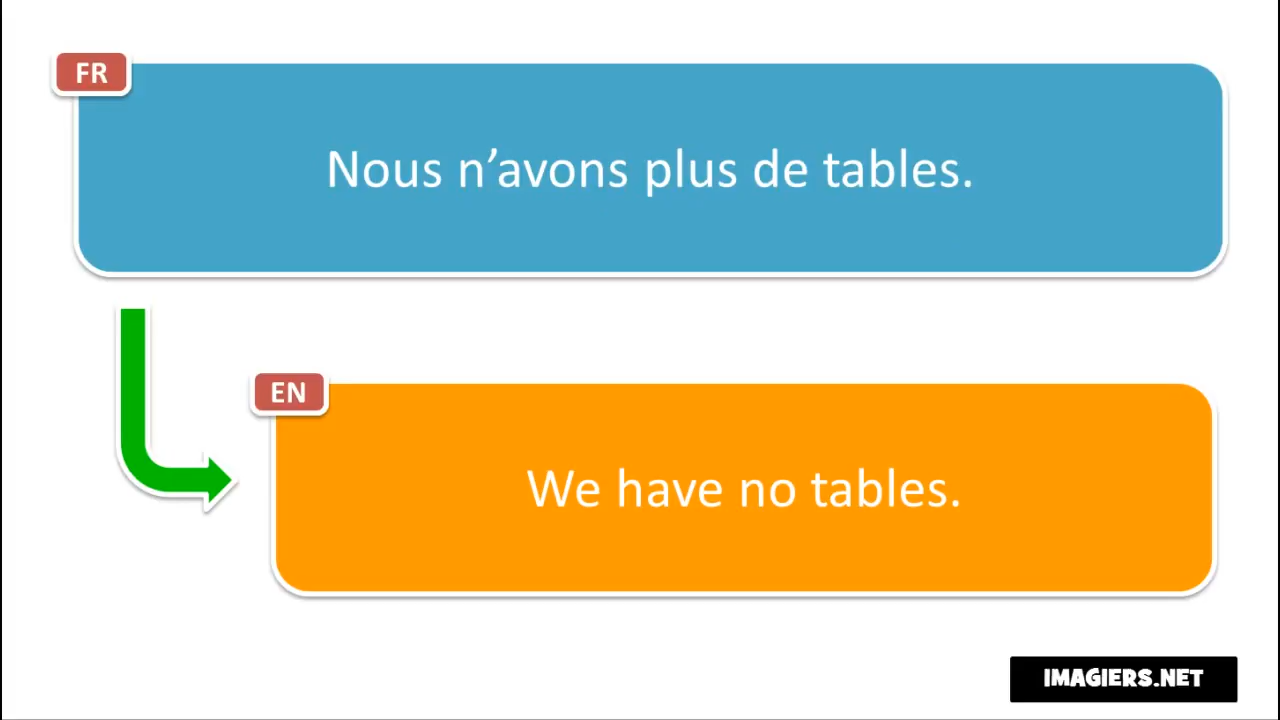 FR
Nous n’avons plus de tables.
EN
We have no tables.
IMAGIERS.NET